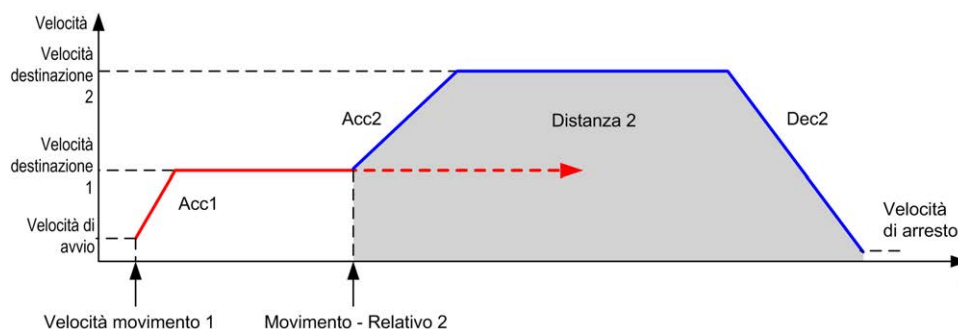 Velocità
Velocità
destinazione
2
Acc2
Distanza 2
Dec2
Velocità
destinazione
1
Acc1
Velocità di
avvio
Velocità
di arresto
Velocità movimento 1
Movimento - Relativo 2